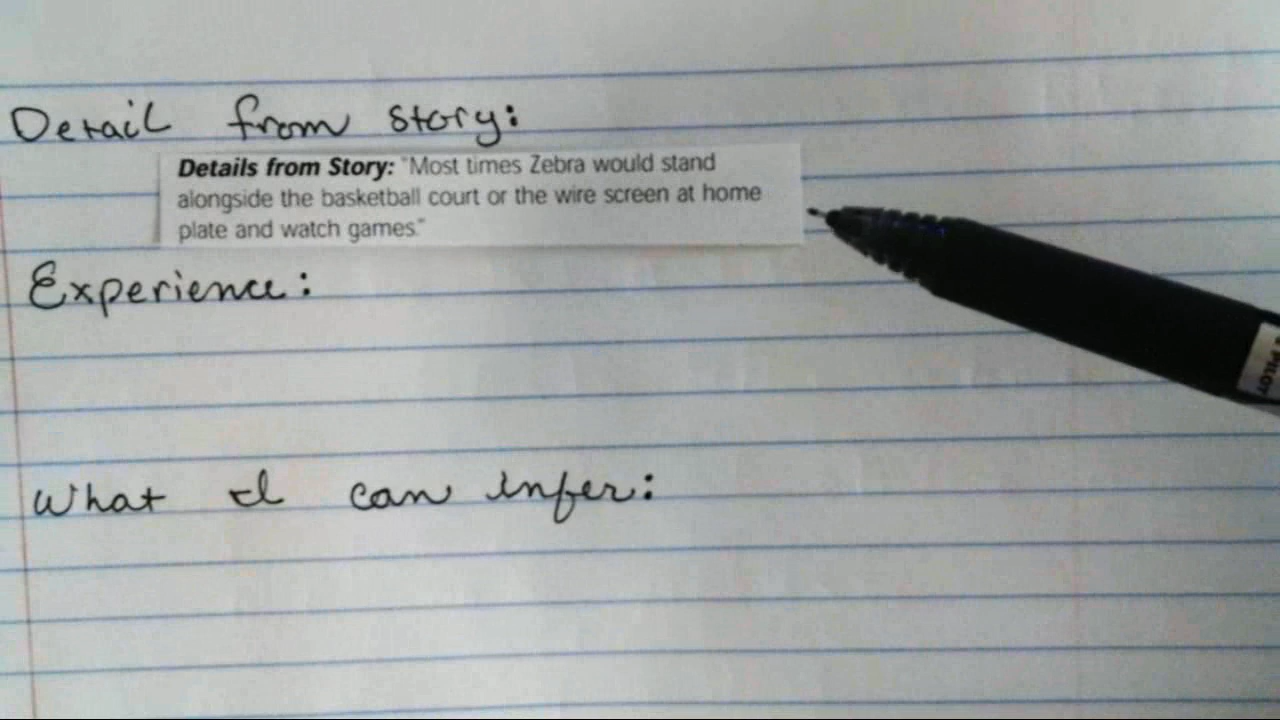 Detail from story:
Details from Story: "Most times Zebra would stand
alongside the basketball court or the wire screen at home
plate and watch games."
Experience:
What I can infer:
PILOT